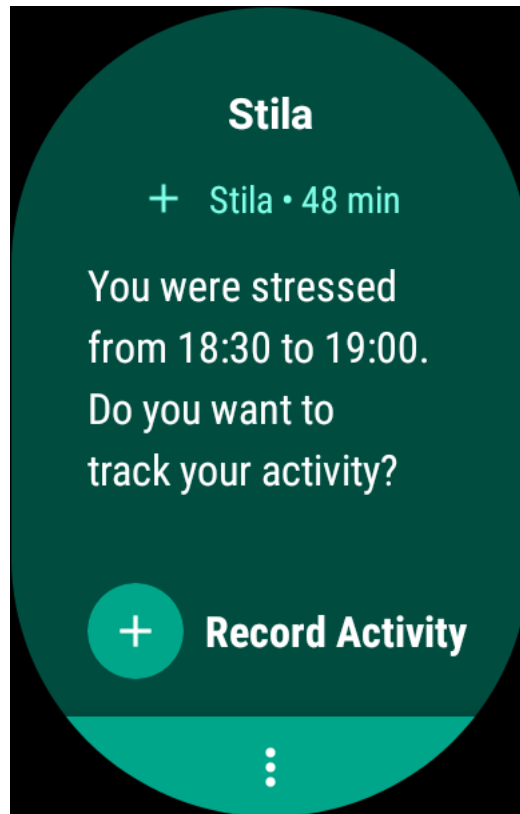 Stila
Stila • 48 min
You were stressed
from 18:30 to 19:00.
Do you want to
track your activity?
Record Activity